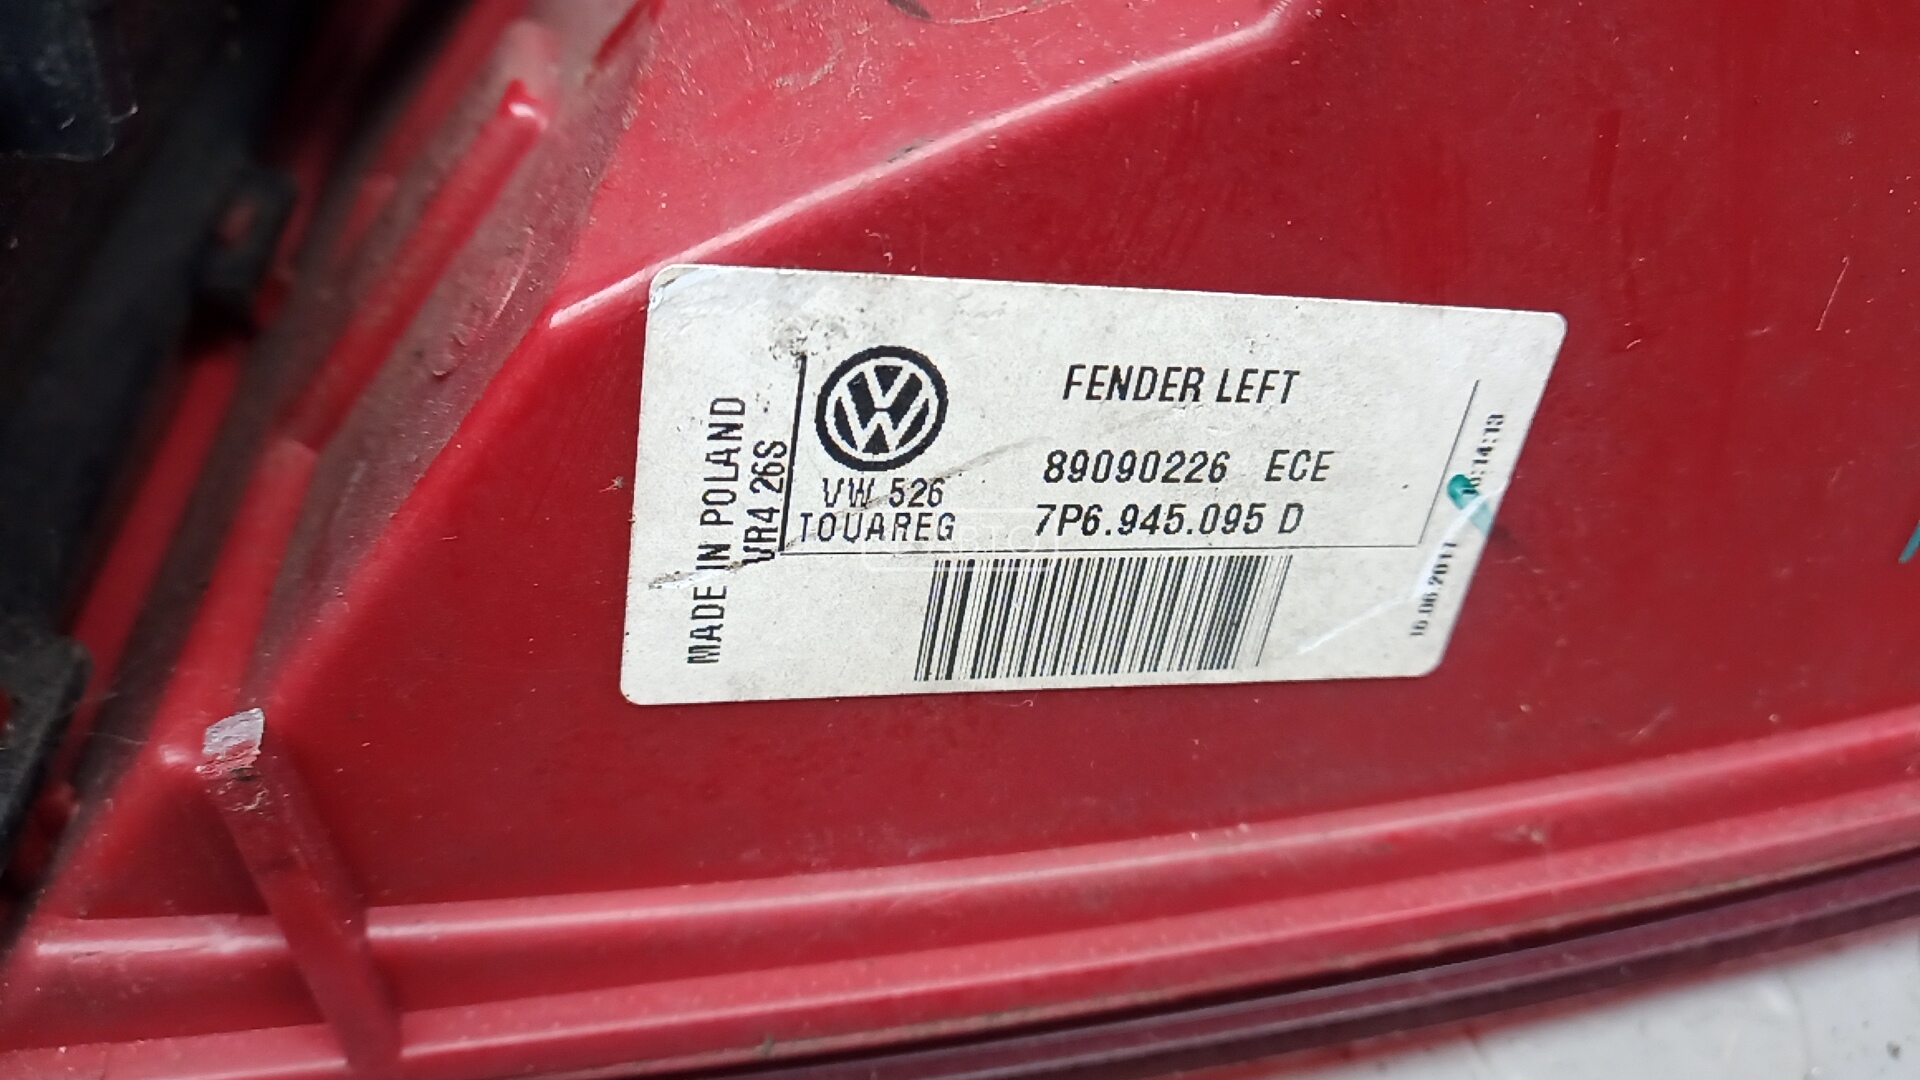 MADE IN POLAND
VR4 26S
VW 526
TOUAREG
FENDER LEFT
89090226 ECE
7P6.945.095 D